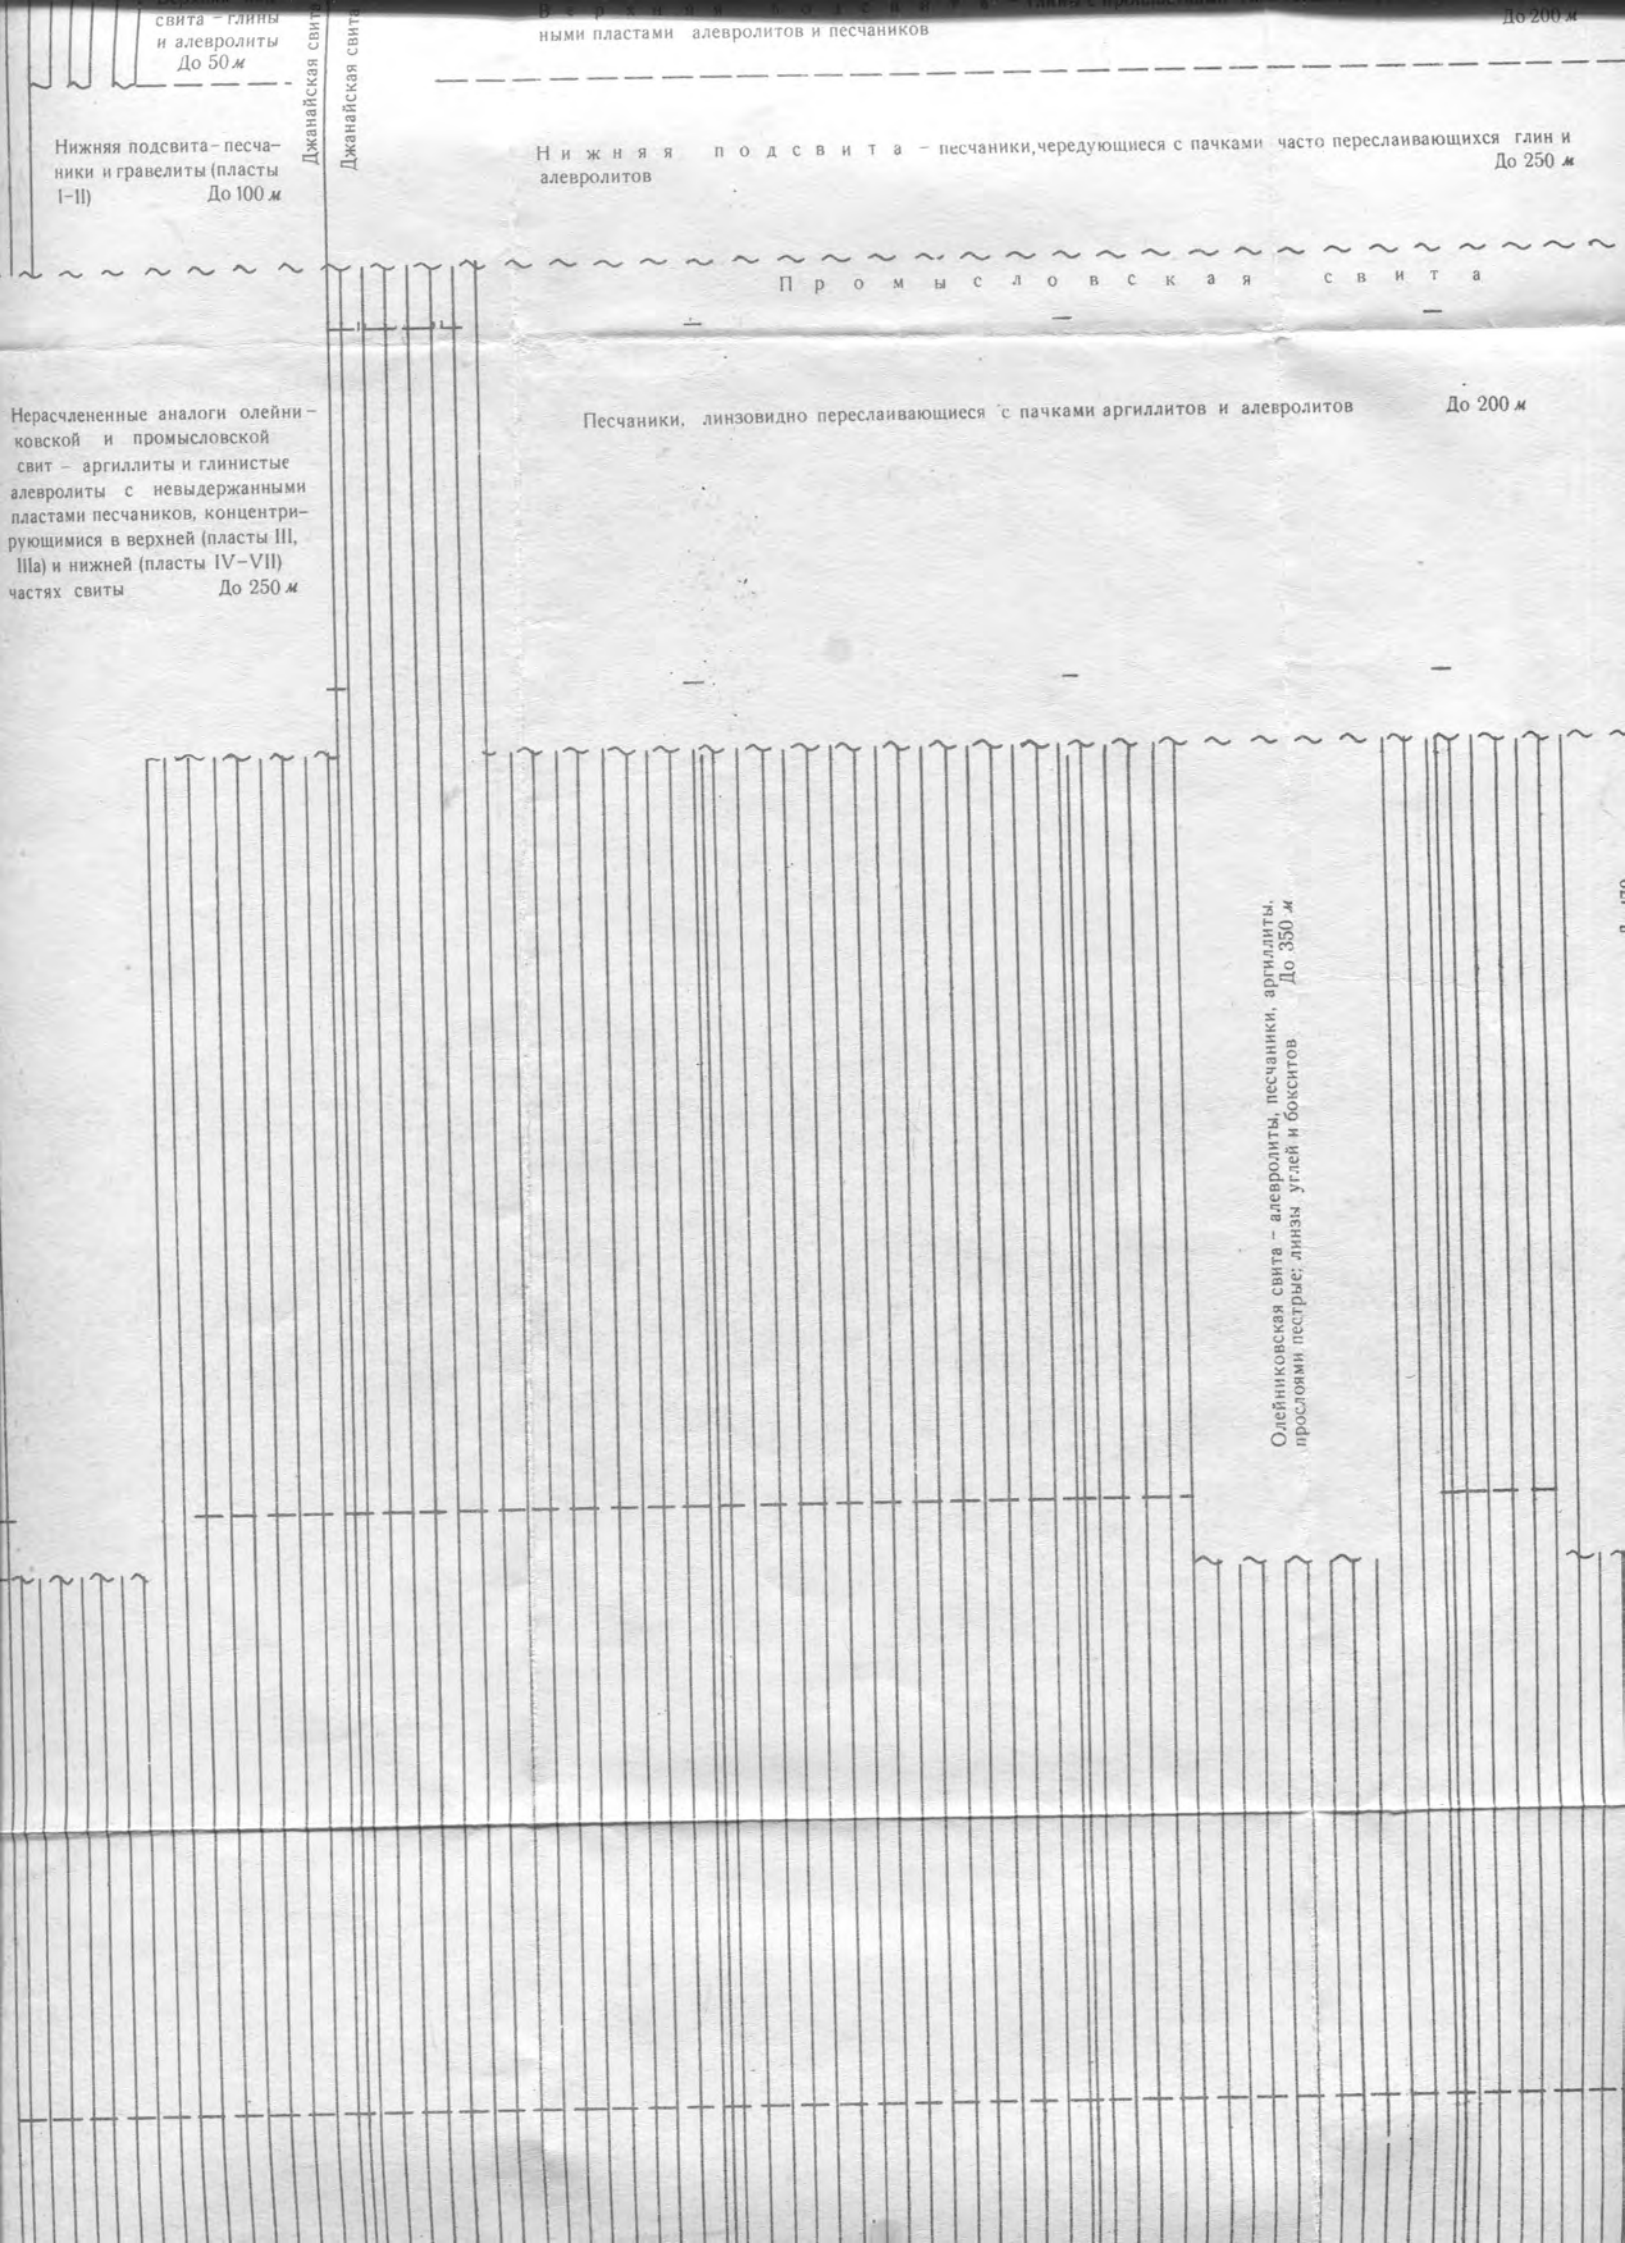 свита – глины
и алевролиты
До 50 м
Джанайская свита
Джанайская свита
До 200 м
ными пластами алевролитов и песчаников
Нижняя подсвита – песча-
ники и гравелиты (пласты
I–II) До 100 м
Нижняя подсвита – песчаники, чередующиеся с пачками часто переслаивающихся глин и
алевролитов До 250 м
Промысловская свита
Нерасчлененные аналоги олейни-
ковской и промысловской
свит – аргиллиты и глинистые
алевролиты с невыдержанными
пластами песчаников, концентри-
рующимися в верхней (пласты III,
IIIа) и нижней (пласты IV–VII)
частях свиты До 250 м
Песчаники, линзовидно переслаивающиеся с пачками аргиллитов и алевролитов До 200 м
Олейниковская свита – алевролиты, песчаники, аргиллиты,
прослоями пестрые; линзы углей и бокситов До 350 м